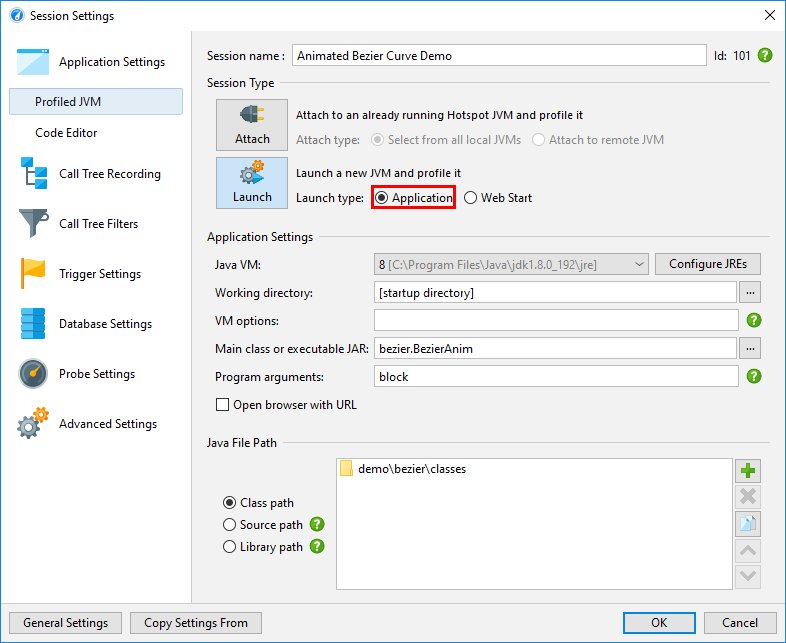 Session Settings
Application Settings
Profiled JVM
Code Editor
Call Tree Recording
Call Tree Filters
Trigger Settings
Database Settings
Probe Settings
Advanced Settings
Session name : Animated Bezier Curve Demo Id: 101 ?
Session Type
Attach
Attach to an already running Hotspot JVM and profile it
Attach type: Select from all local JVMs Attach to remote JVM
Launch
Launch a new JVM and profile it
Launch type: Application Web Start
Application Settings
Java VM: 8 [C:\Program Files\Java\jdk1.8.0_192\jre] Configure JREs
Working directory: [startup directory] ...
VM options: ?
Main class or executable JAR: bezier.BezierAnim ...
Program arguments: block ?
Open browser with URL
Java File Path
demo\bezier\classes
Class path
Source path ?
Library path ?
General Settings Copy Settings From OK Cancel